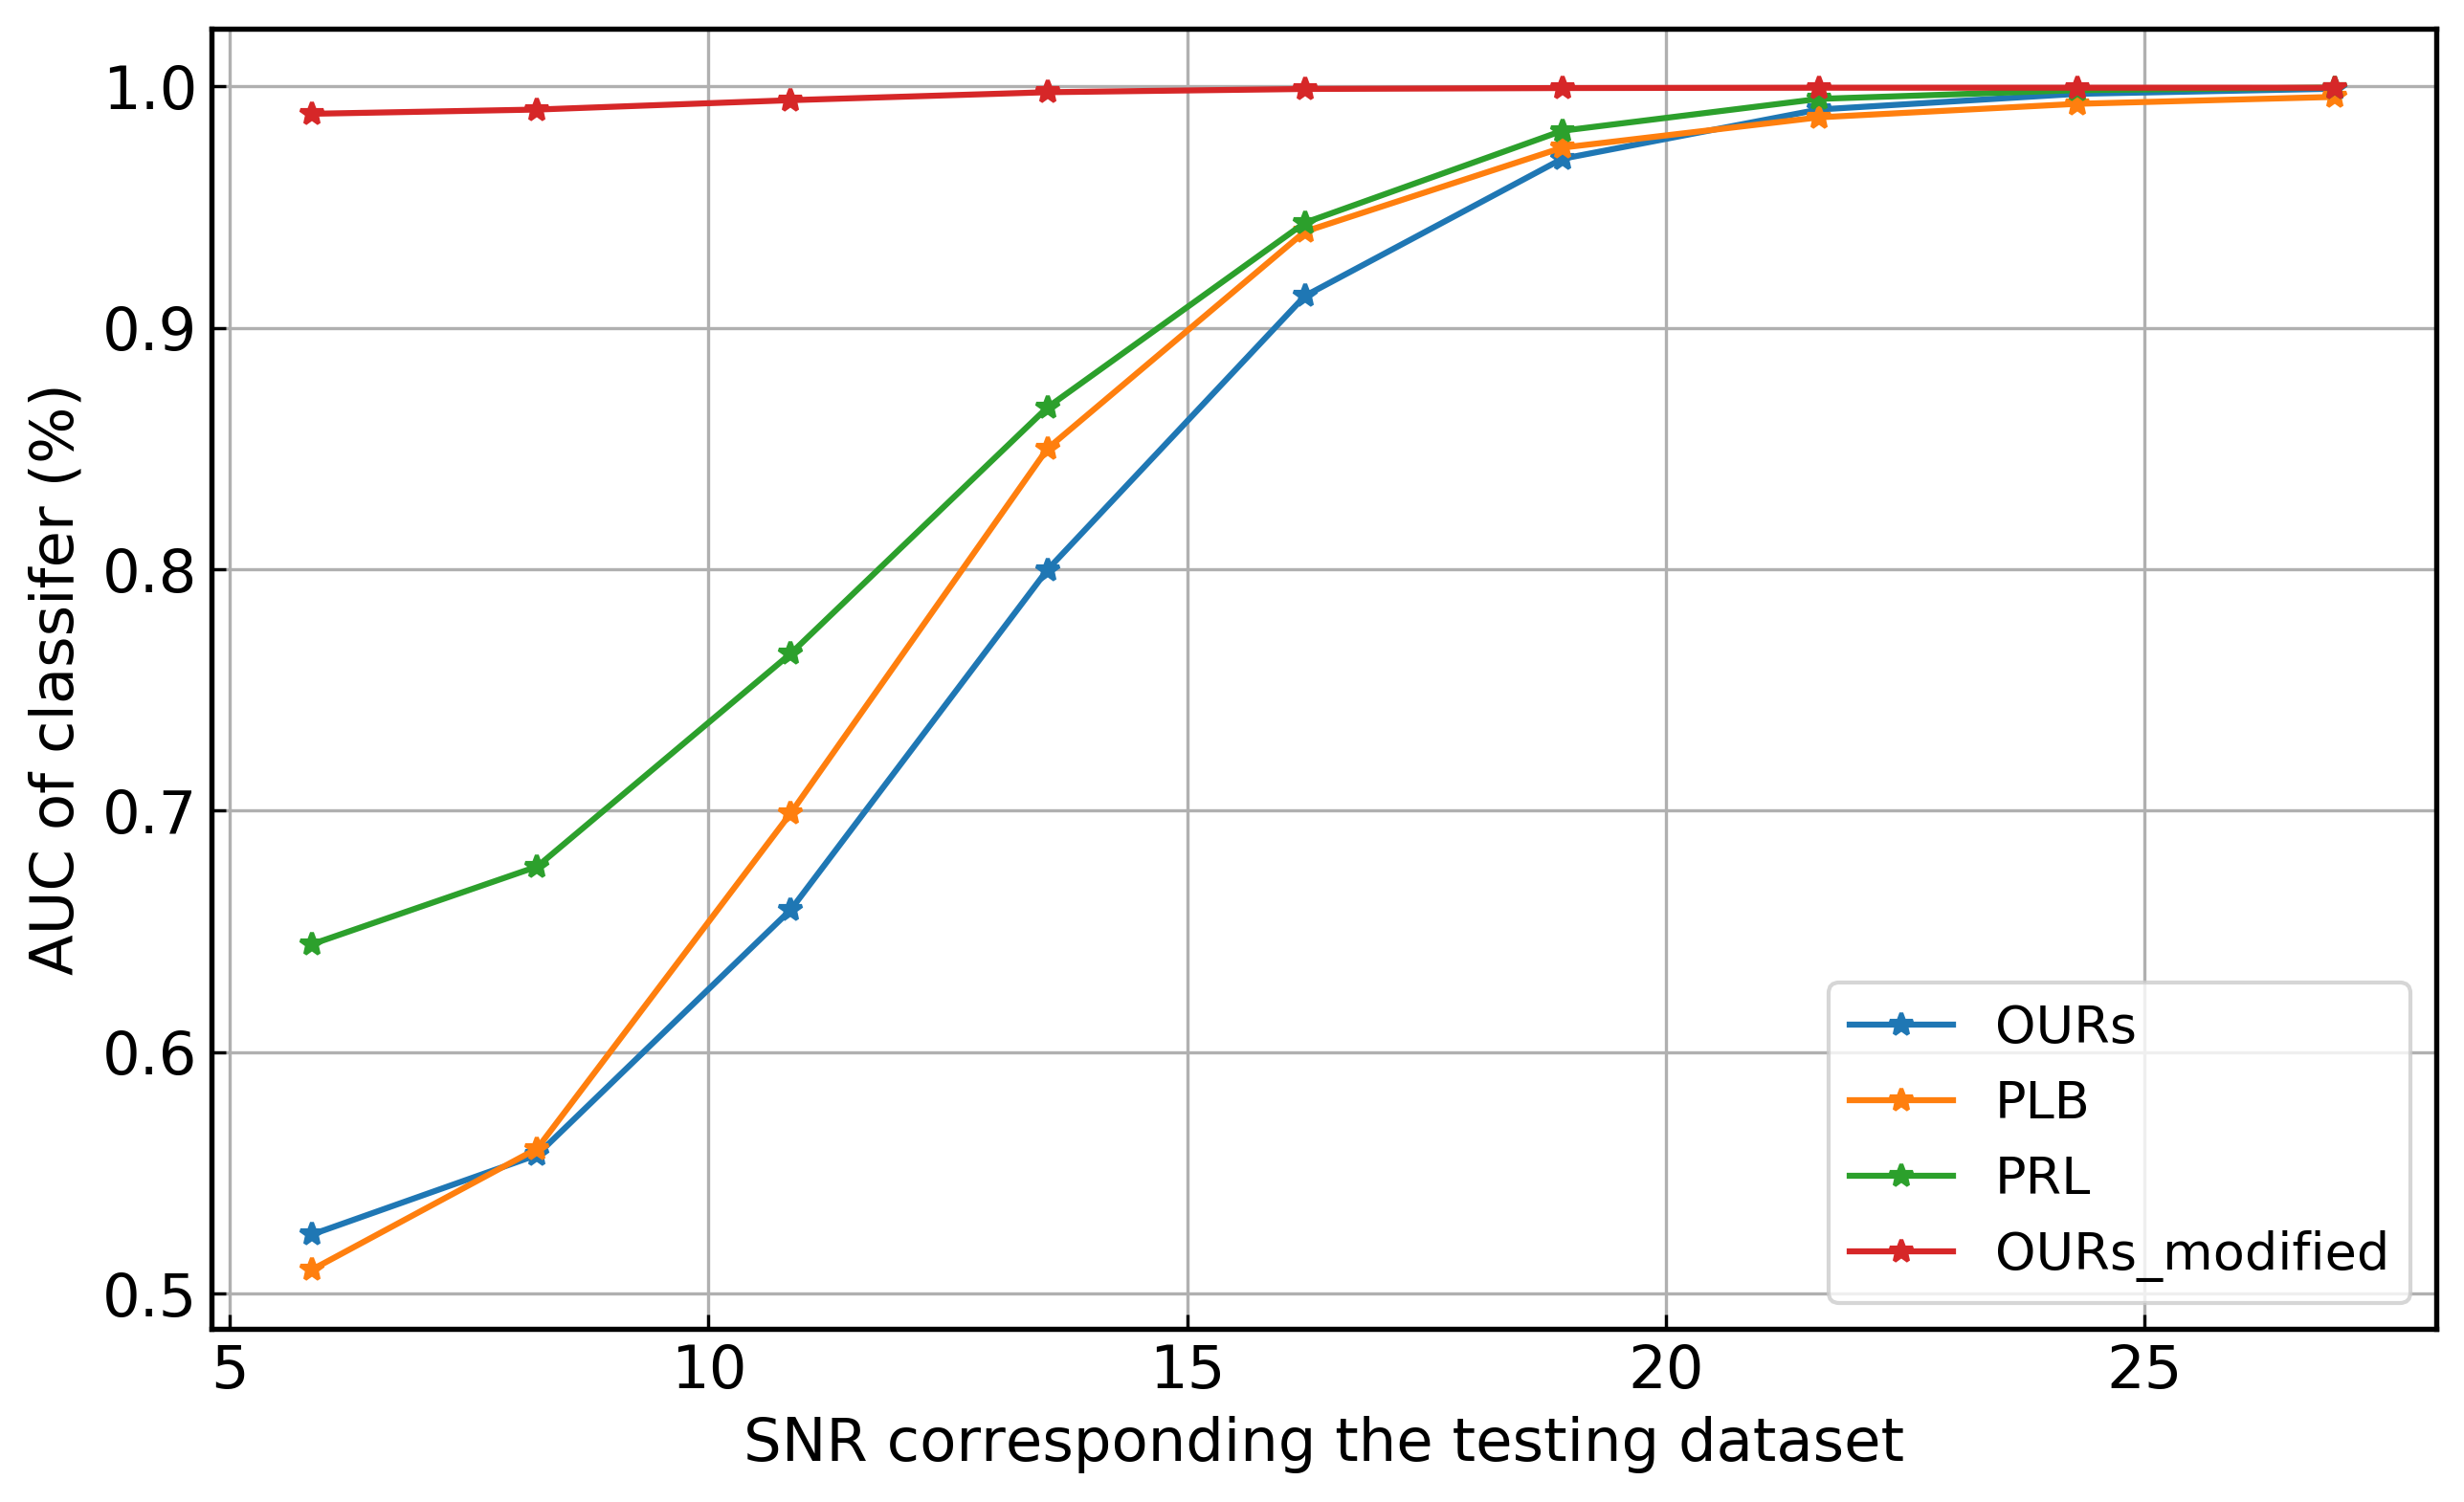 1.0
0.9
0.8
0.7
0.6
0.5
AUC of classifer (%)
5 10 15 20 25
SNR corresponding the testing dataset
OURs
PLB
PRL
OURs_modified